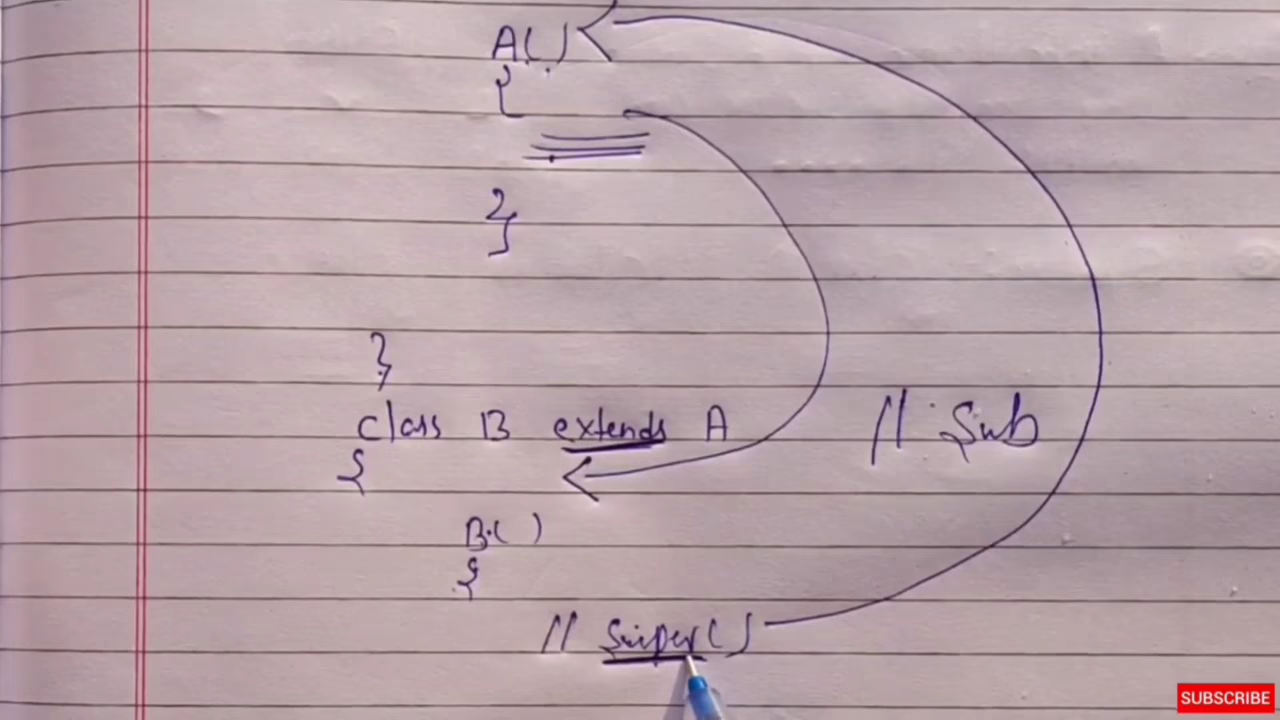 A()
{
}
}
class B extends A // Sub
{
B()
{
// Super()
SUBSCRIBE